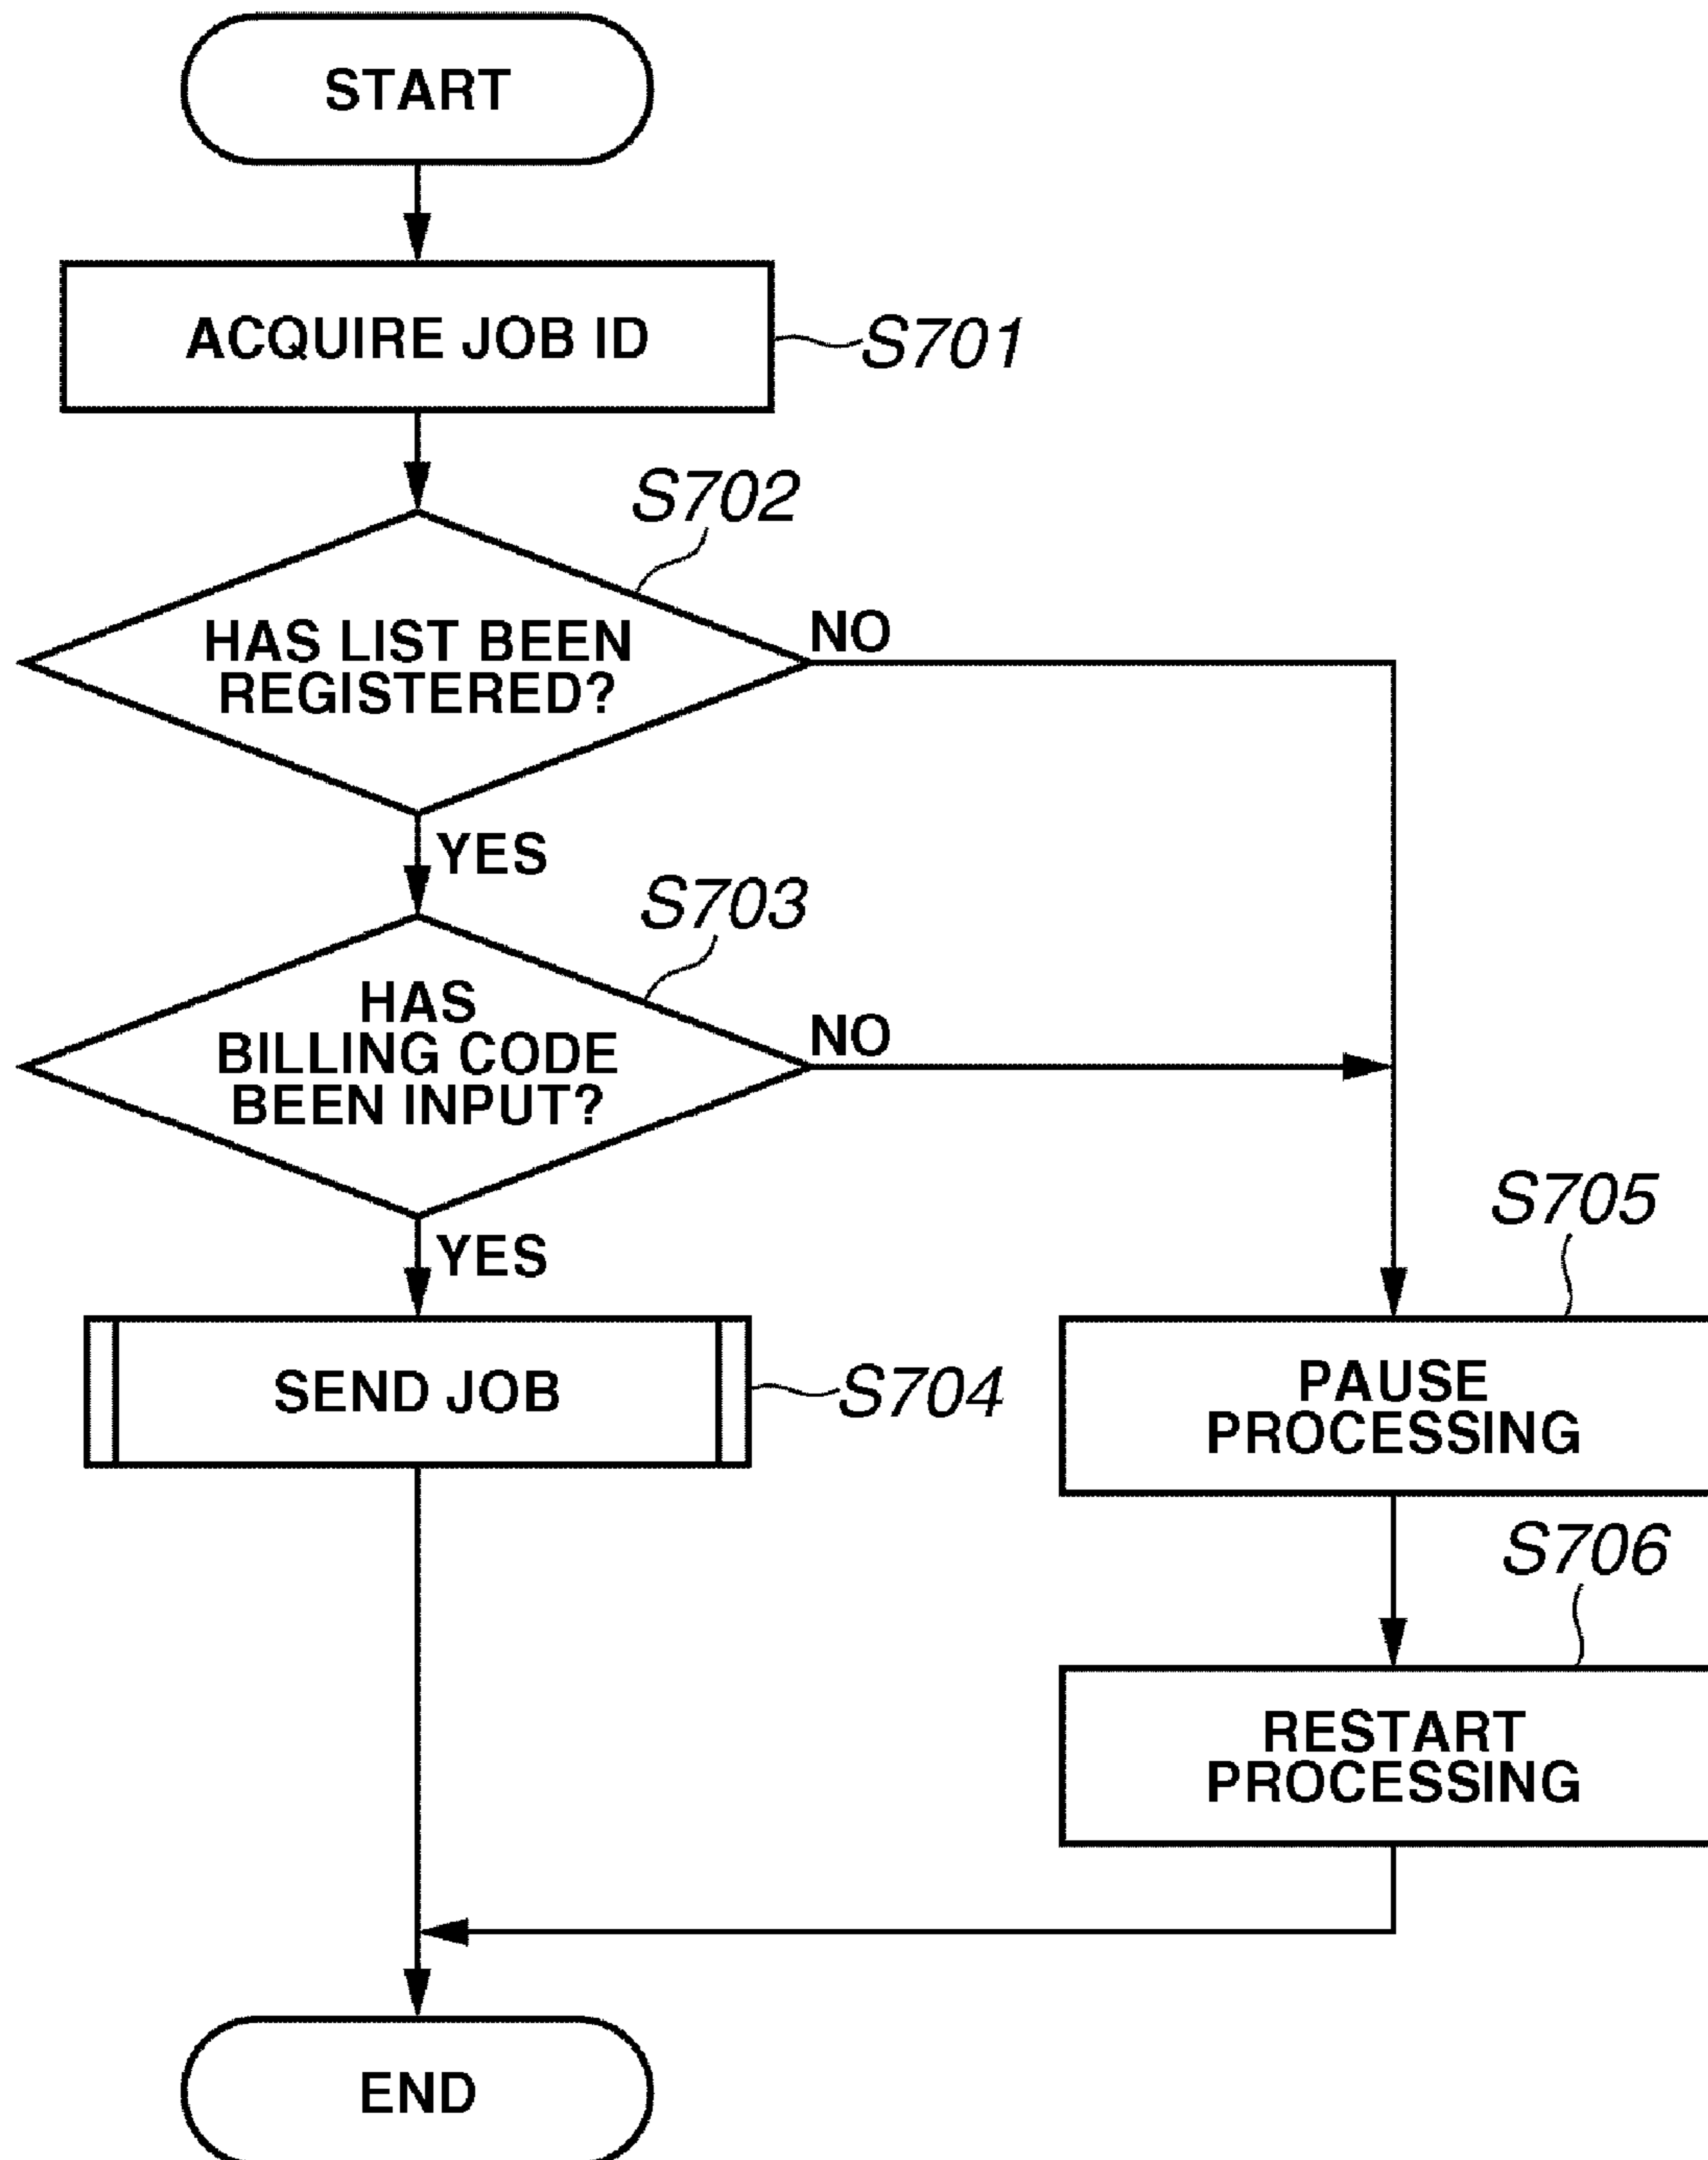 START
ACQUIRE JOB ID
S701
S702
HAS LIST BEEN
REGISTERED?
NO
YES
S703
HAS
BILLING CODE
BEEN INPUT?
NO
YES
SEND JOB
S704
S705
PAUSE
PROCESSING
S706
RESTART
PROCESSING
END